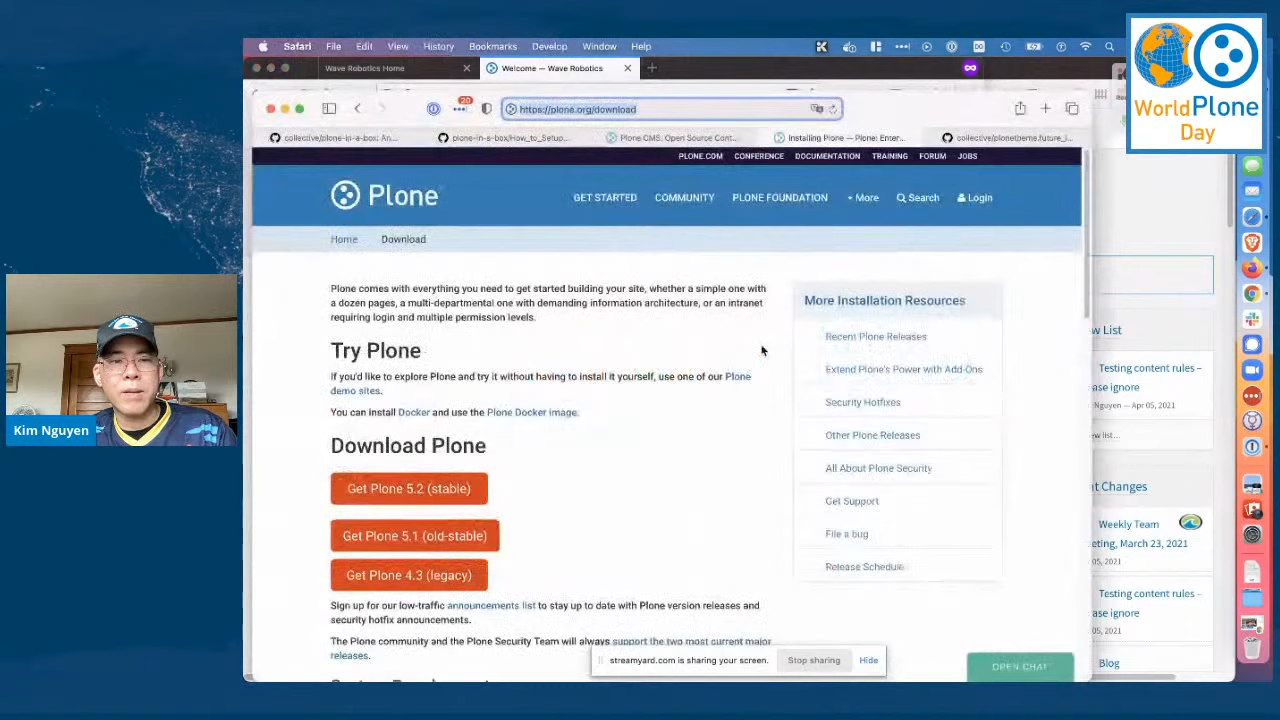 Safari File Edit View History Bookmarks Develop Window Help
Wave Robotics Home
Welcome — Wave Robotics
World Plone Day
20
https://plone.org/download
collective/plone-in-a-box: An...
plone-in-a-box/How_to_Setup...
Plone CMS: Open Source Cont...
Installing Plone — Plone: Enter...
PLONE.COM CONFERENCE DOCUMENTATION TRAINING FORUM JOBS
Plone
GET STARTED COMMUNITY PLONE FOUNDATION More Search Login
Home Download
Plone comes with everything you need to get started building your site, whether a simple one with
a dozen pages, a multi-departmental one with demanding information architecture, or an intranet
requiring login and multiple permission levels.
Try Plone
If you'd like to explore Plone and try it without having to install it yourself, use one of our Plone
demo sites.
You can install Docker and use the Plone Docker image.
Download Plone
Get Plone 5.2 (stable)
Get Plone 5.1 (old-stable)
Get Plone 4.3 (legacy)
Sign up for our low-traffic announcements list to stay up to date with Plone version releases and
security hotfix announcements.
The Plone community and the Plone Security Team will always support the two most current major
releases.
More Installation Resources
Recent Plone Releases
Extend Plone's Power with Add-Ons
Security Hotfixes
Other Plone Releases
All About Plone Security
Get Support
File a bug
Release Schedule
streamyard.com is sharing your screen. Stop sharing Hide
OPEN CHAT
List
Testing content rules –
ignore
Nguyen — Apr 05, 2021
list...
Changes
Weekly Team
March 23, 2021
05, 2021
Testing content rules –
ignore
05, 2021
Blog
Kim Nguyen